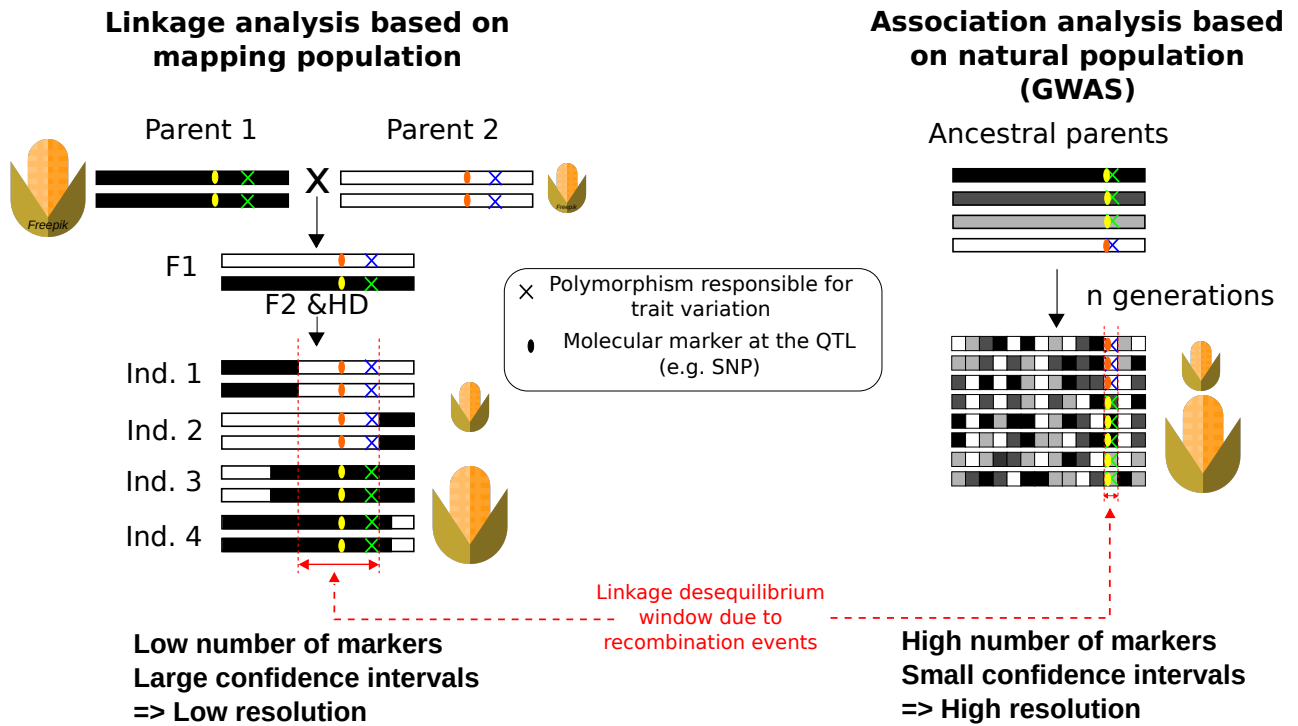 Linkage analysis based on
mapping population
Parent 1
Parent 2
Freepik
X
Freepik
F1
F2 &HD
Ind. 1
Ind. 2
Ind. 3
Ind. 4
Low number of markers
Large confidence intervals
=> Low resolution
Polymorphism responsible for
trait variation
Molecular marker at the QTL
(e.g. SNP)
Linkage desequilibrium
window due to
recombination events
Association analysis based
on natural population
(GWAS)
Ancestral parents
n generations
High number of markers
Small confidence intervals
=> High resolution